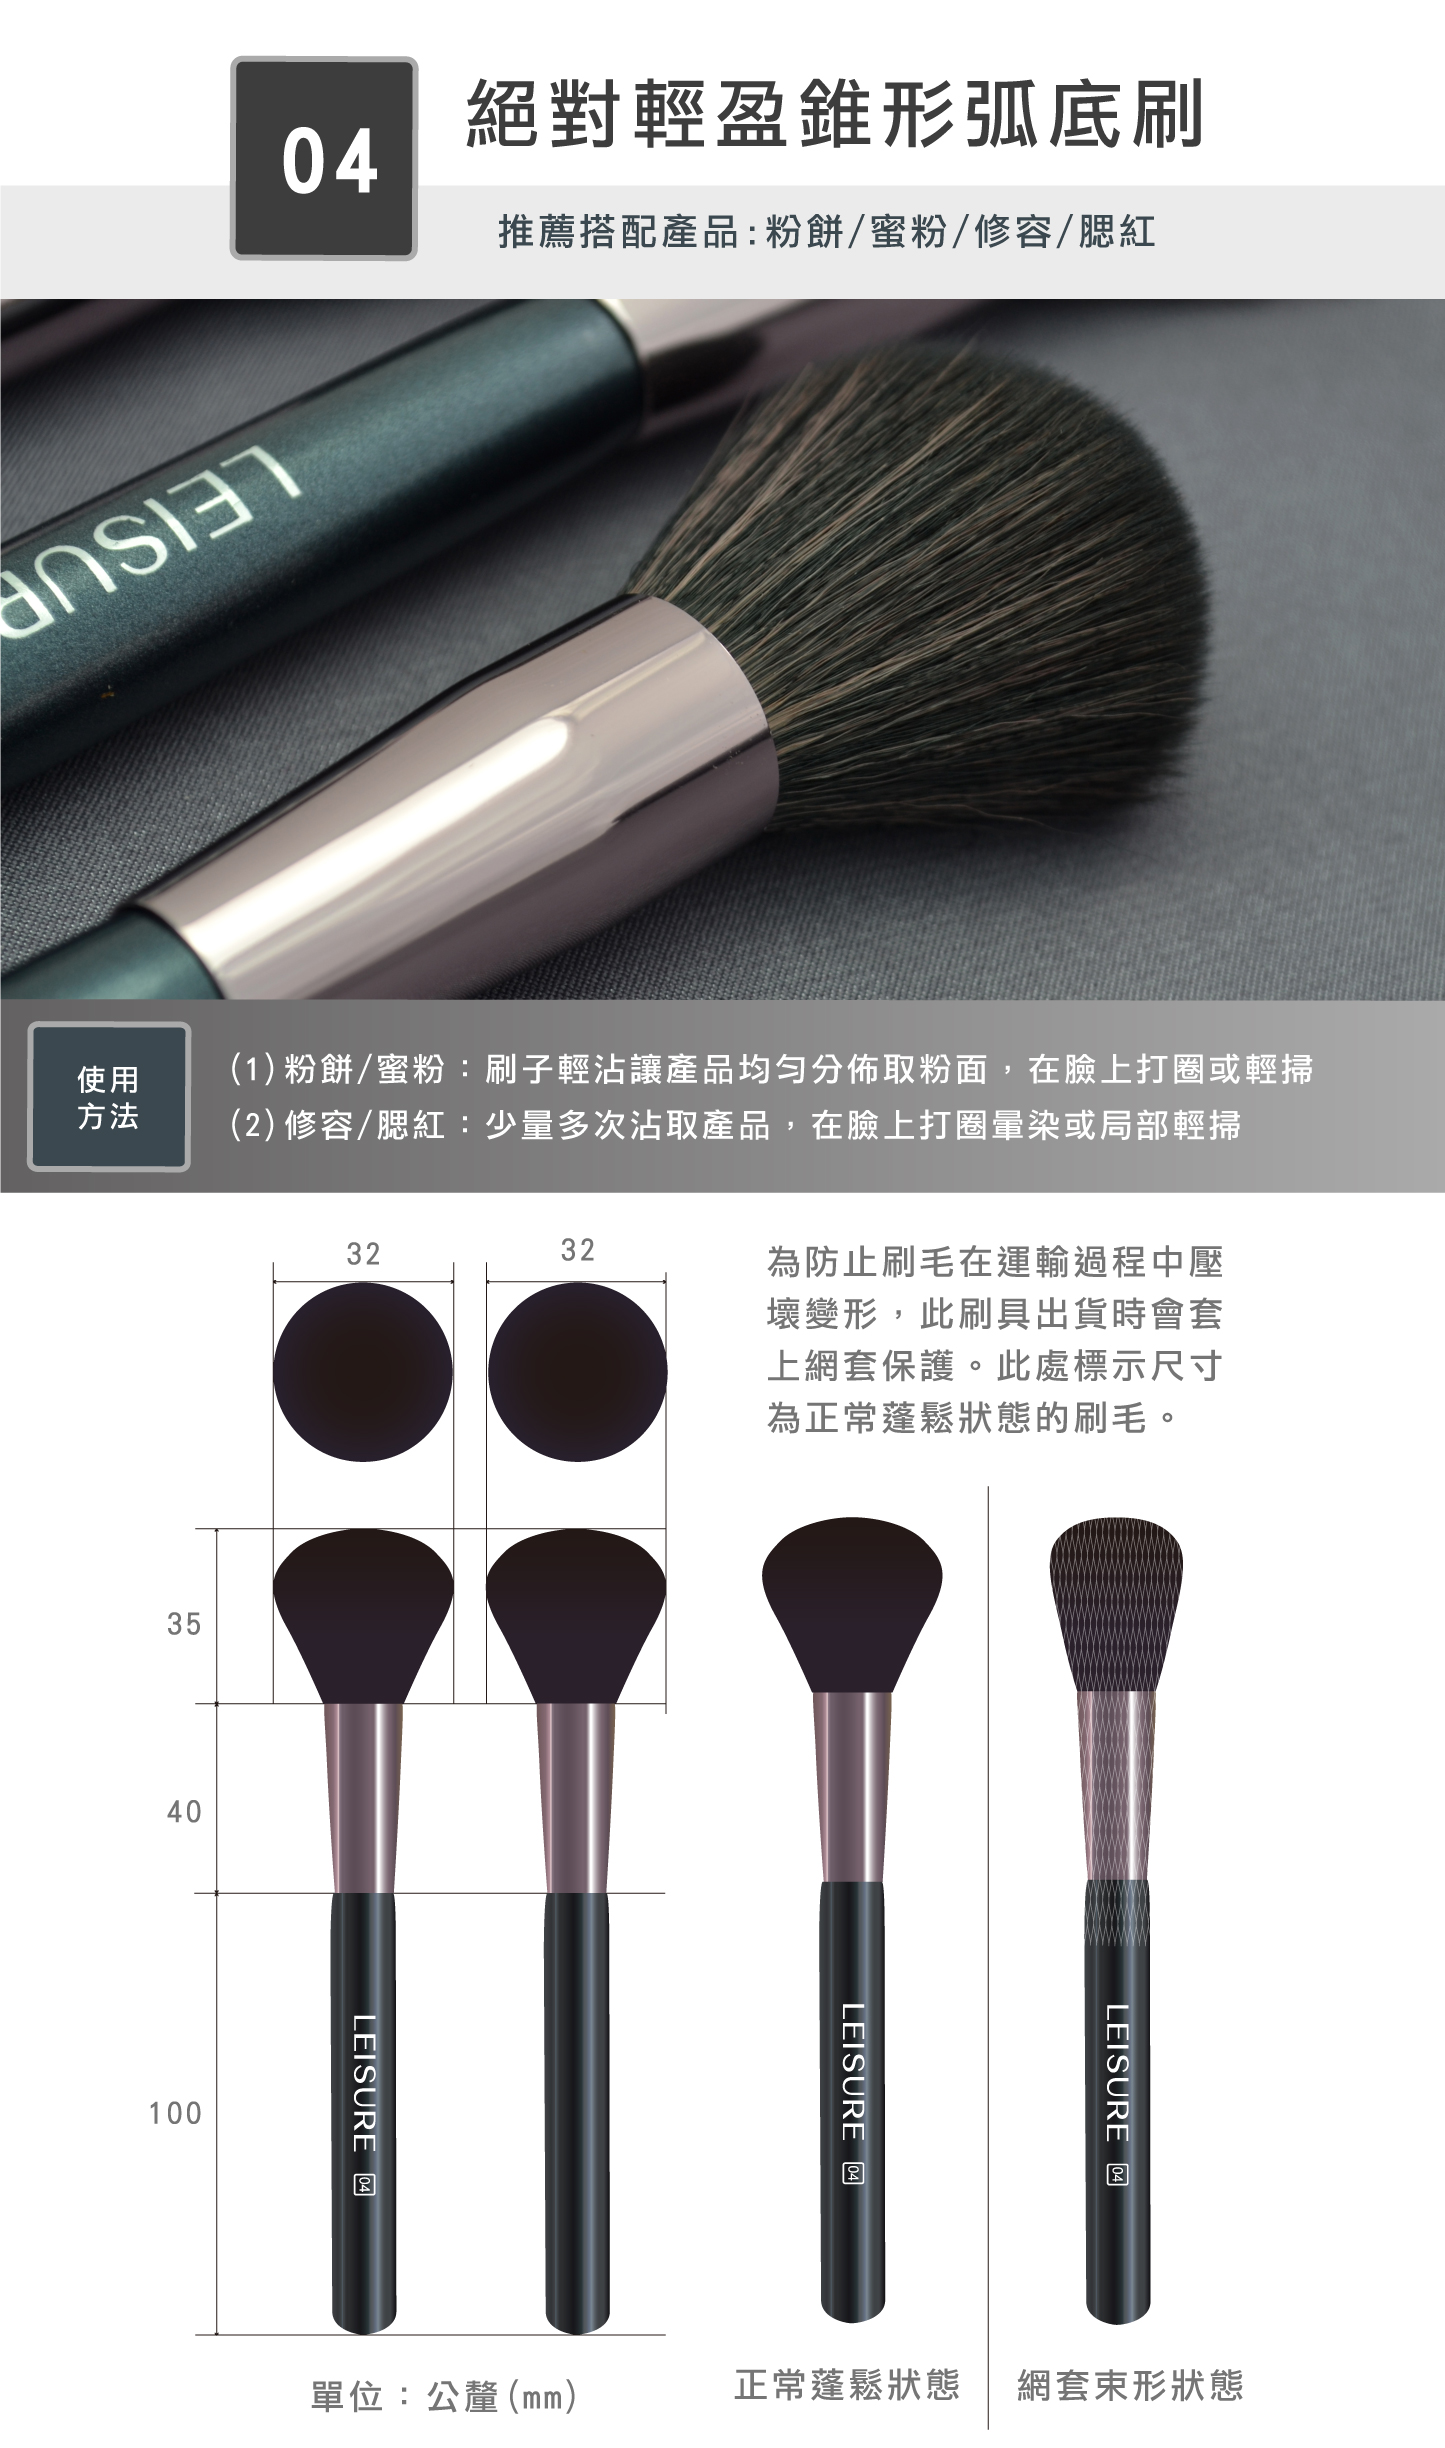 04
絕對輕盈錐形弧底刷
推薦搭配產品:粉餅/蜜粉/修容/腮紅
LEISUR
使用
方法
(1)粉餅/蜜粉：刷子輕沾讓產品均勻分佈取粉面，在臉上打圈或輕掃
(2)修容/腮紅：少量多次沾取產品，在臉上打圈暈染或局部輕掃
32
32
為防止刷毛在運輸過程中壓
壞變形，此刷具出貨時會套
上網套保護。此處標示尺寸
為正常蓬鬆狀態的刷毛。
35
40
100
LEISURE 04
LEISURE 04
LEISURE 04
單位：公釐(mm)
正常蓬鬆狀態
網套束形狀態